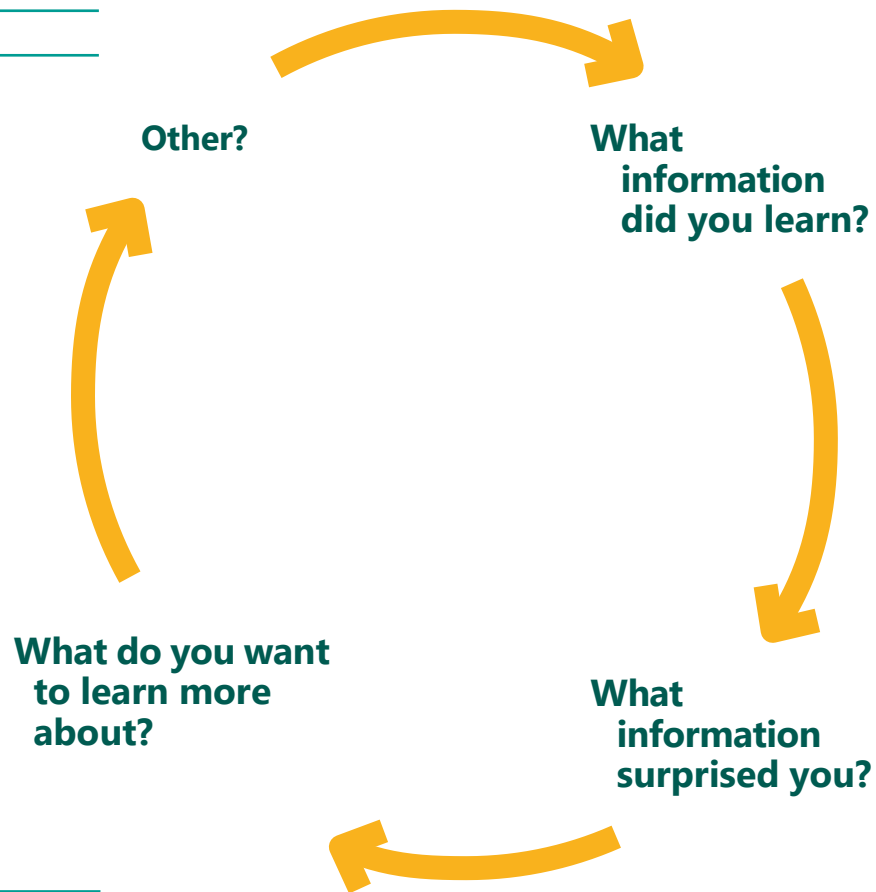 Other?
What
information
did you learn?
What do you want
to learn more
about?
What
information
surprised you?